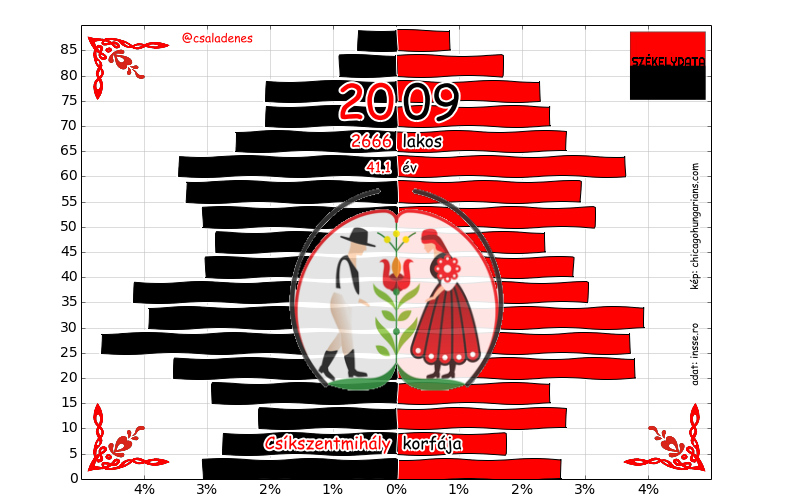 @csaladenes
SZÉKELYDATA
2009
2666 lakos
41,1 év
kép: chicagohungarians.com
adat: insse.ro
Csíkszentmihály korfája
85
80
75
70
65
60
55
50
45
40
35
30
25
20
15
10
5
0
4% 3% 2% 1% 0% 1% 2% 3% 4%